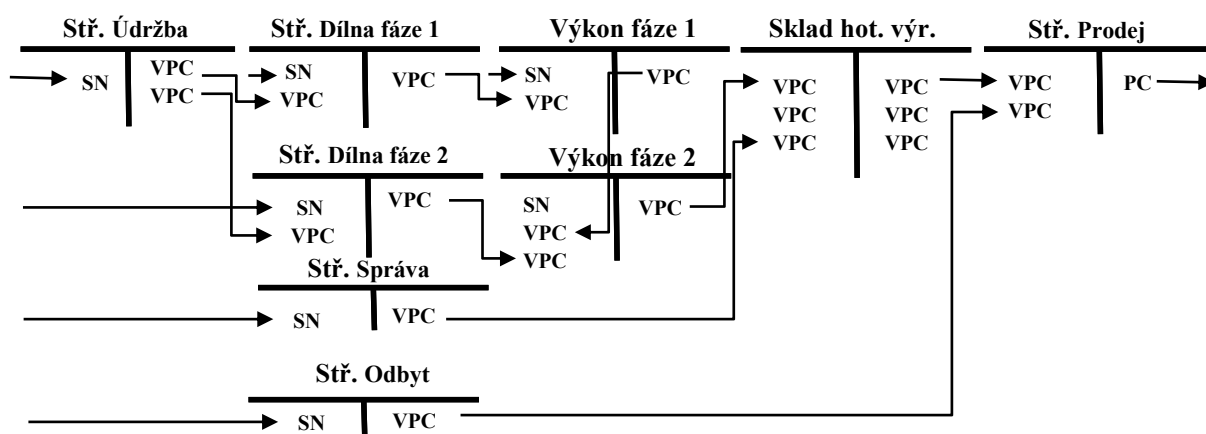 Stř. Údržba
SN
VPC
VPC
Stř. Dílna fáze 1
SN
VPC
VPC
Výkon fáze 1
SN
VPC
VPC
Sklad hot. výr.
VPC
VPC
VPC
VPC
VPC
VPC
Stř. Prodej
VPC
VPC
PC
Stř. Dílna fáze 2
SN
VPC
VPC
Výkon fáze 2
SN
VPC
VPC
VPC
Stř. Správa
SN
VPC
Stř. Odbyt
SN
VPC